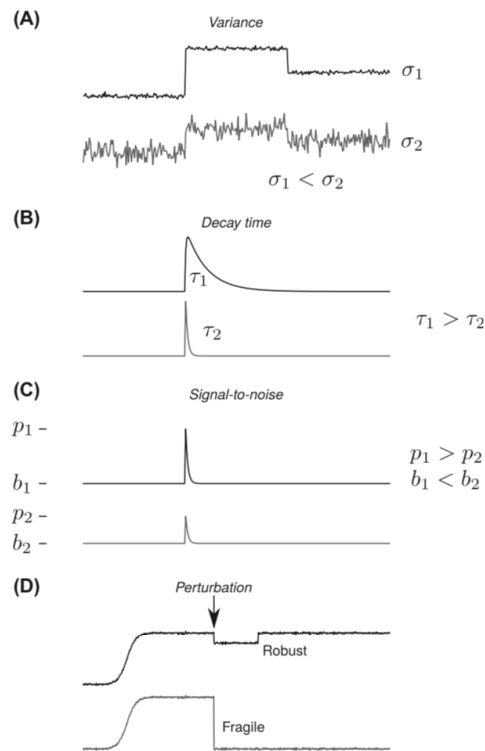 (A)
Variance
σ1
σ2
σ1 < σ2
(B)
Decay time
τ1
τ2
τ1 > τ2
(C)
Signal-to-noise
p1
b1
p2
b2
p1 > p2
b1 < b2
(D)
Perturbation
Robust
Fragile